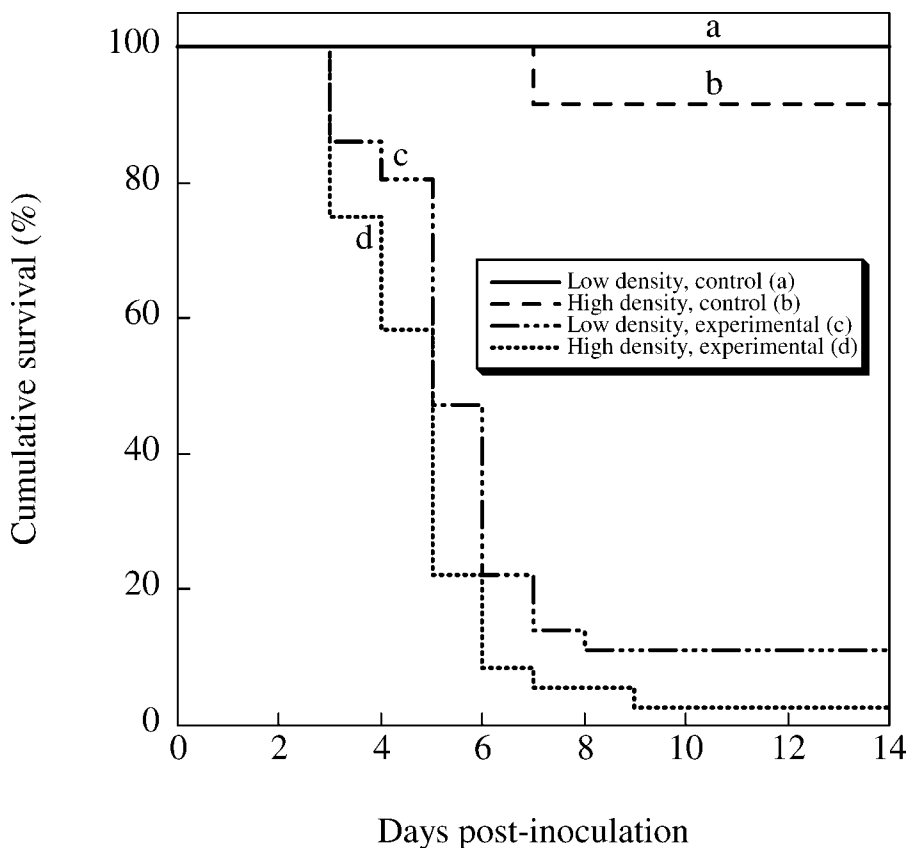 a
100
b
80
c
d
60
40
20
0
Cumulative survival (%)
Low density, control (a)
High density, control (b)
Low density, experimental (c)
High density, experimental (d)
0 2 4 6 8 10 12 14
Days post-inoculation